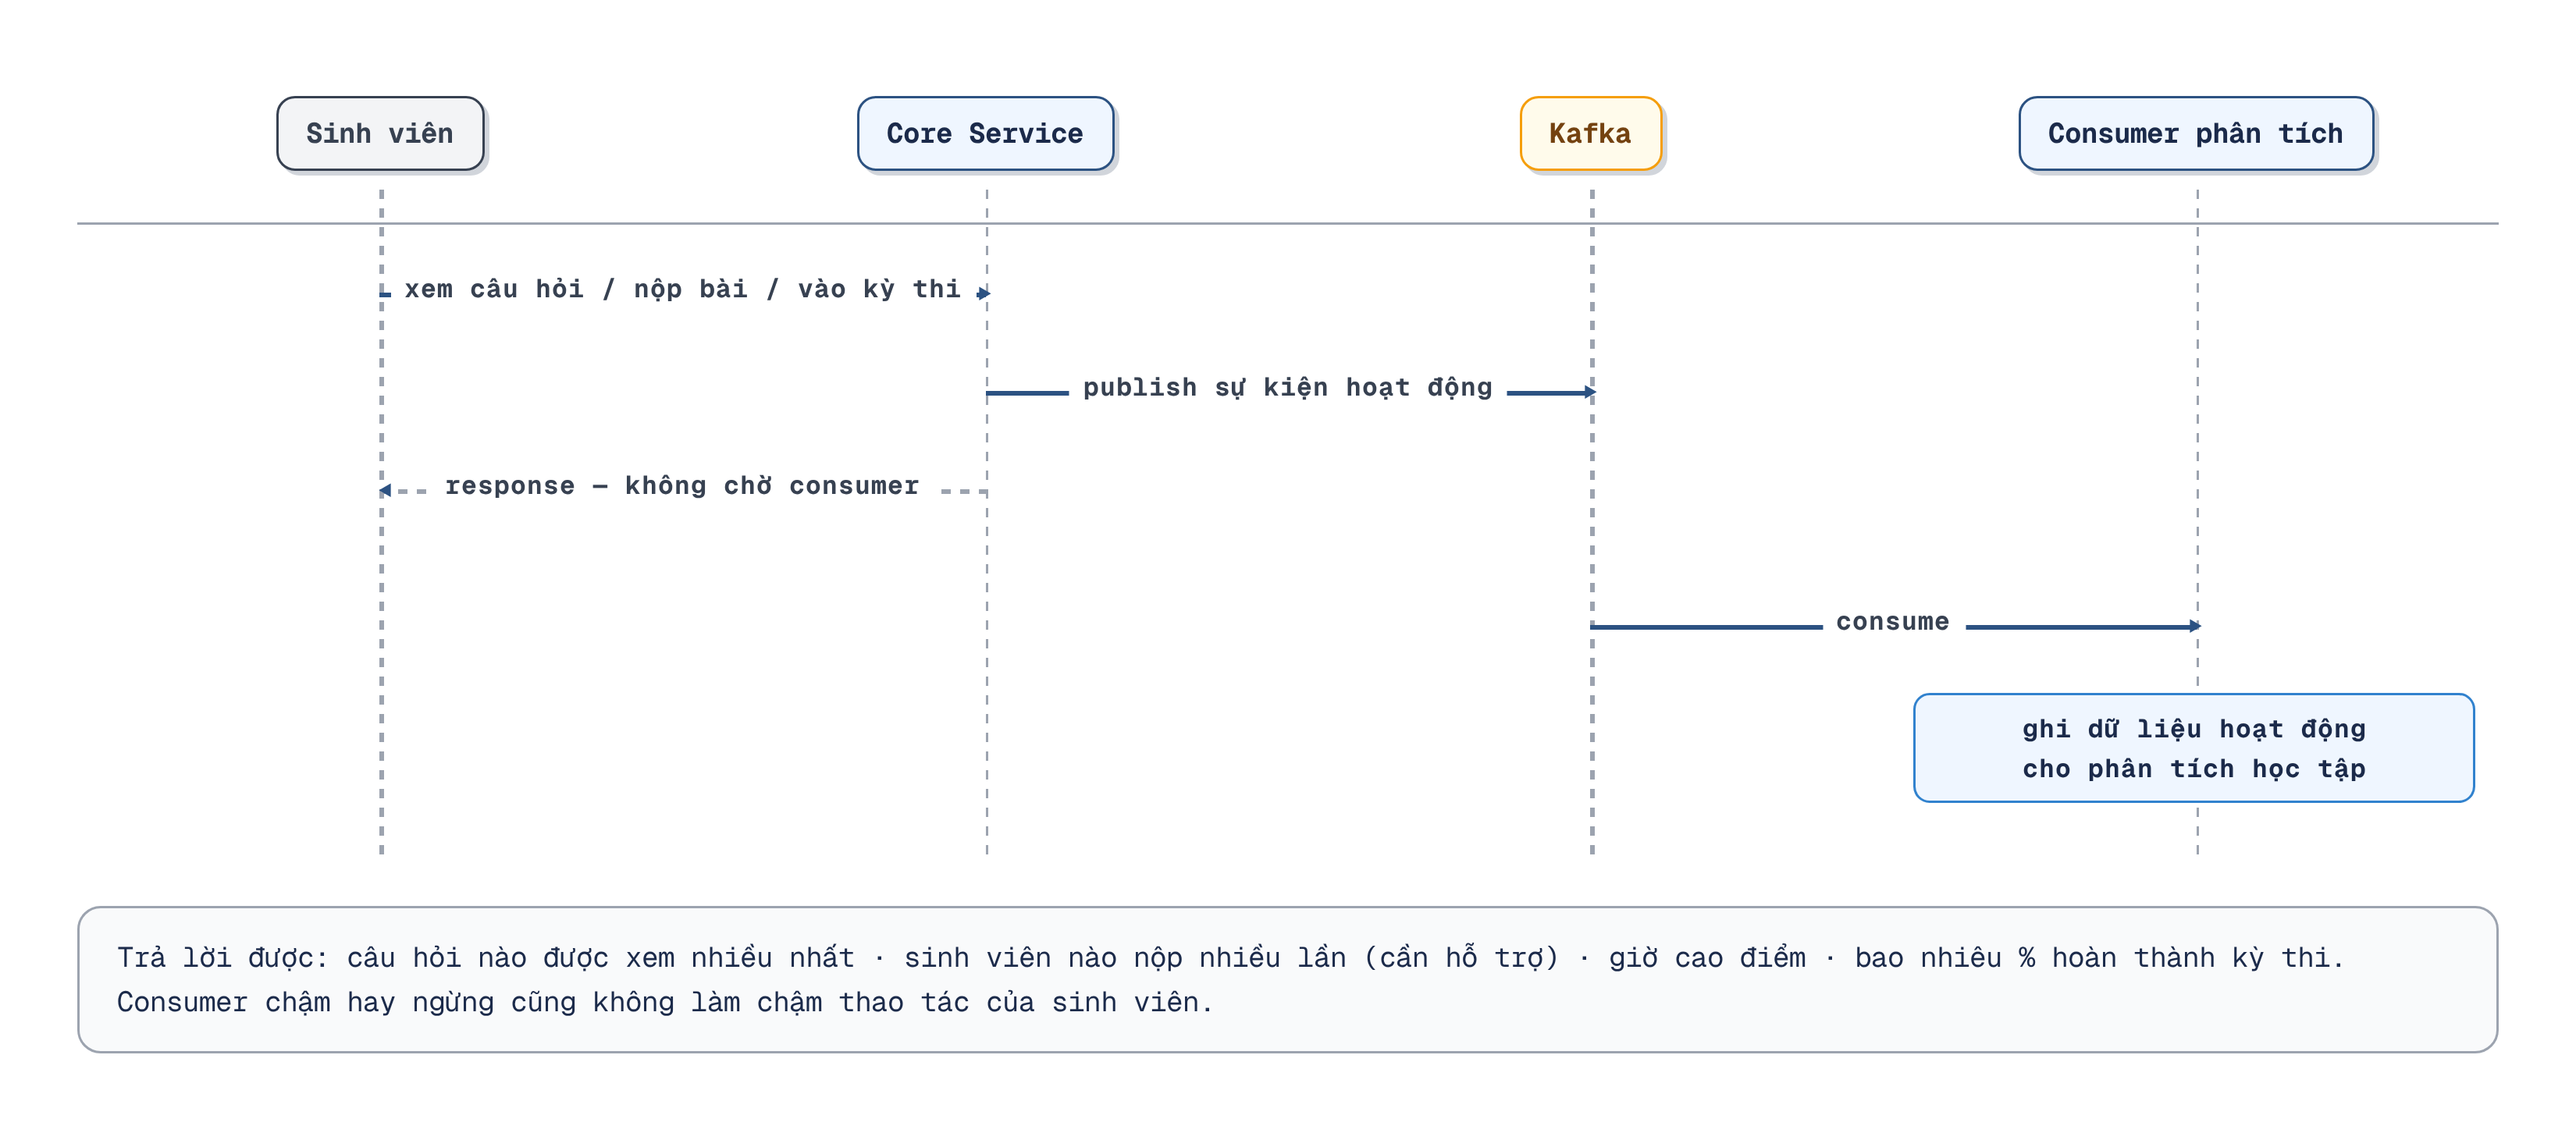 Sinh viên
Core Service
Kafka
Consumer phân tích
xem câu hỏi / nộp bài / vào kỳ thi
publish sự kiện hoạt động
response — không chờ consumer
consume
ghi dữ liệu hoạt động
cho phân tích học tập
Trả lời được: câu hỏi nào được xem nhiều nhất · sinh viên nào nộp nhiều lần (cần hỗ trợ) · giờ cao điểm · bao nhiêu % hoàn thành kỳ thi.
Consumer chậm hay ngừng cũng không làm chậm thao tác của sinh viên.